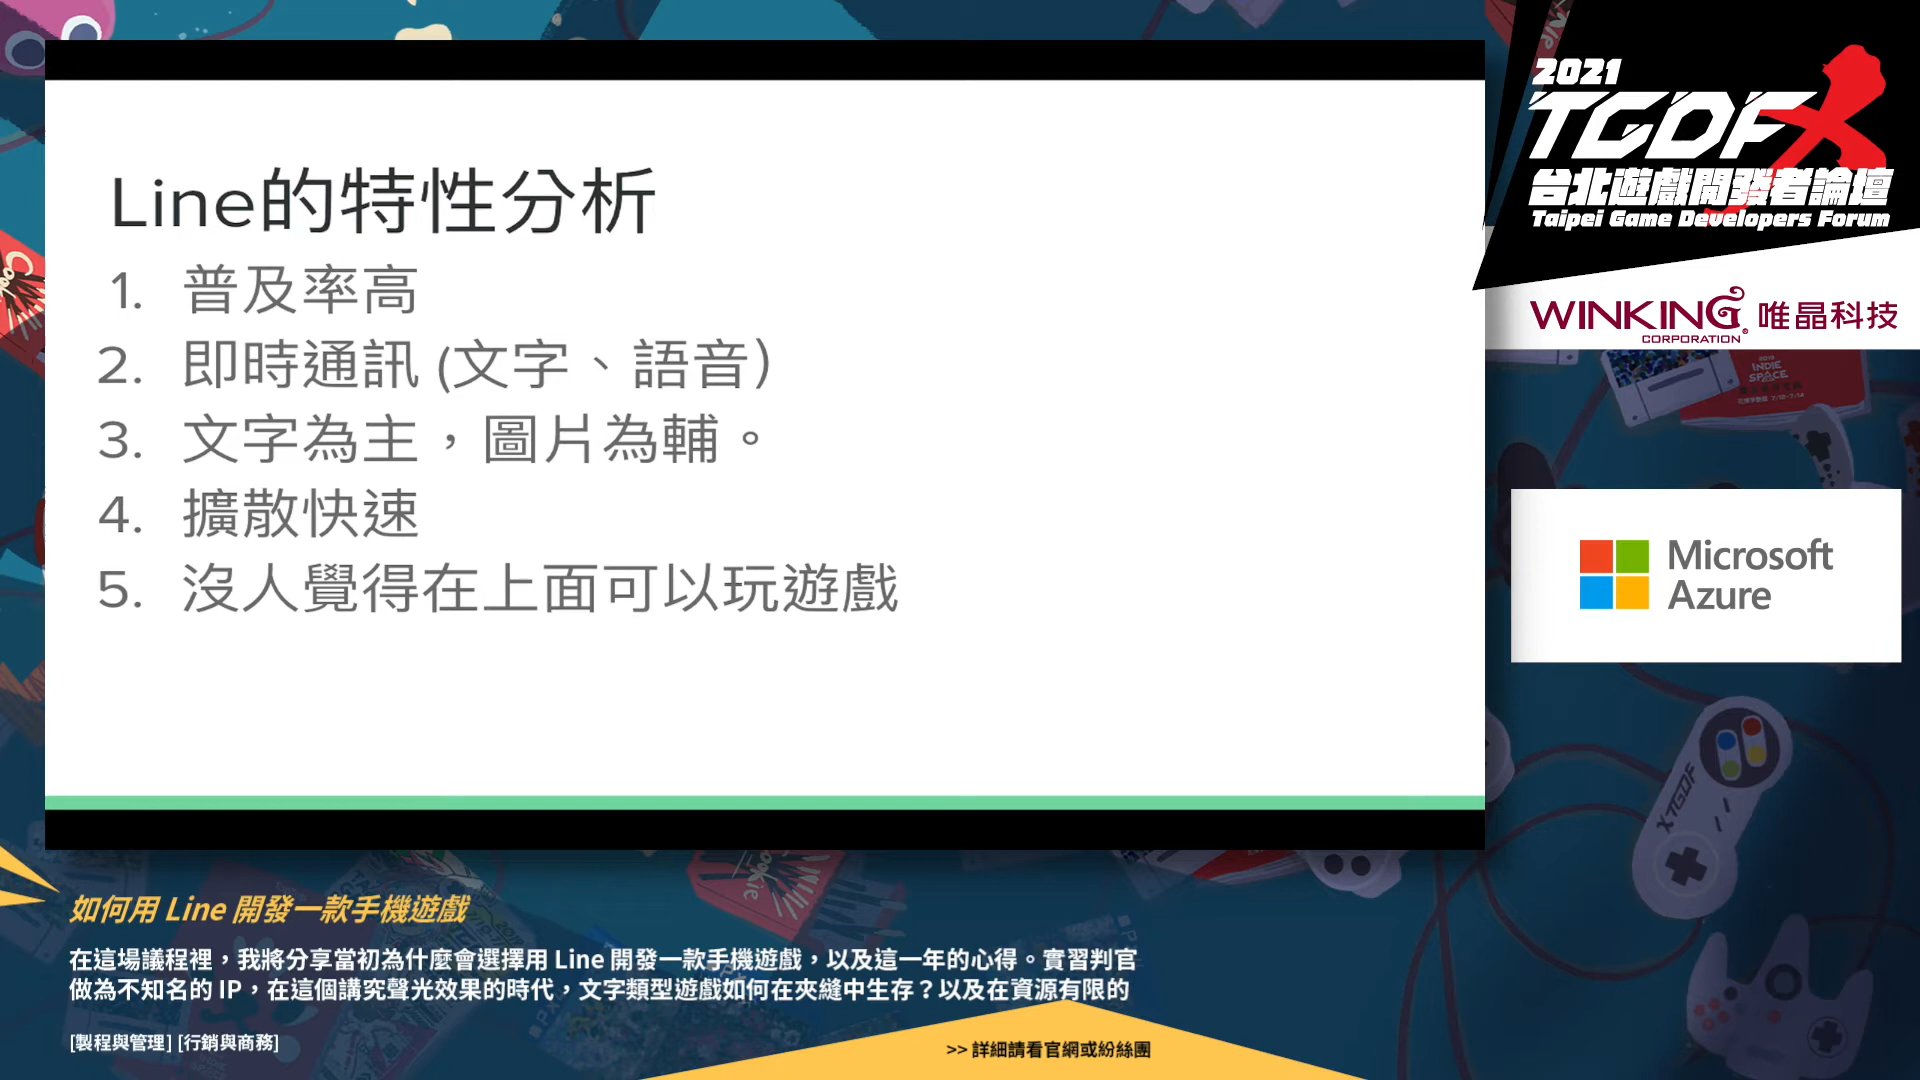 Line的特性分析
1. 普及率高
2. 即時通訊 (文字、語音)
3. 文字為主，圖片為輔。
4. 擴散快速
5. 沒人覺得在上面可以玩遊戲
2021
TGDF X
台北遊戲開發者論壇
Taipei Game Developers Forum
WINKING 唯晶科技
CORPORATION
INDIE
SPACE
Microsoft
Azure
XTGDF
如何用 Line 開發一款手機遊戲
在這場議程裡，我將分享當初為什麼會選擇用 Line 開發一款手機遊戲，以及這一年的心得。實習判官
做為不知名的 IP，在這個講究聲光效果的時代，文字類型遊戲如何在夾縫中生存？以及在資源有限的
[製程與管理] [行銷與商務]
>> 詳細請看官網或紛絲團